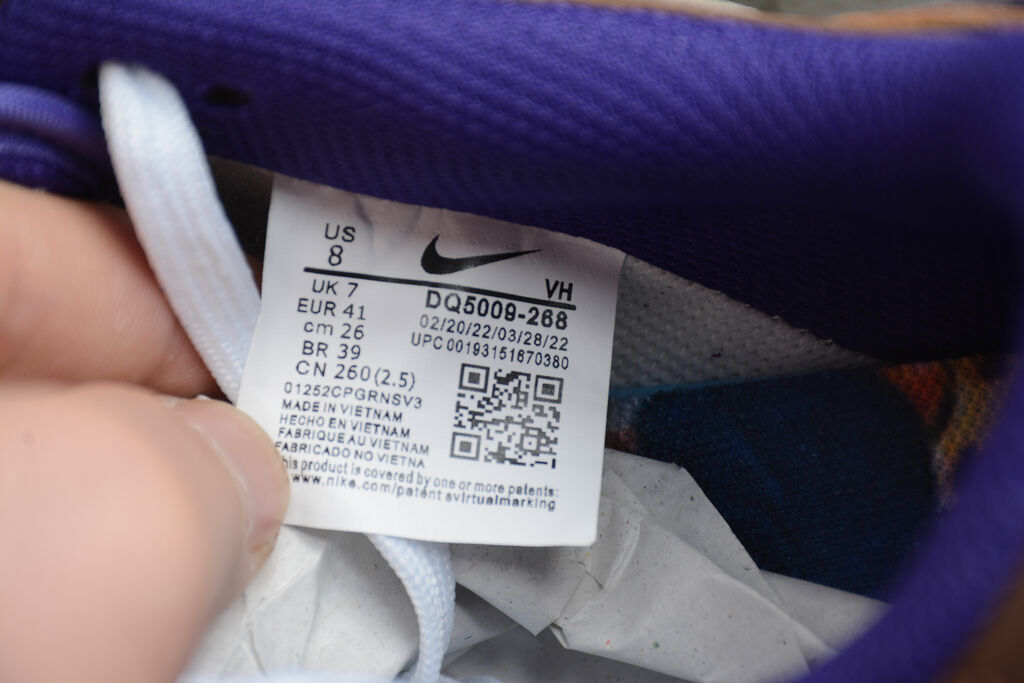 US
8
VH
UK 7
EUR 41
cm 26
BR 39
CN 260 (2.5)
01252CPGRNSV3
MADE IN VIETNAM
HECHO EN VIETNAM
FABRIQUE AU VIETNAM
FABRICADO NO VIETNA
DQ5009-268
02/20/22/03/28/22
UPC 00193151670380
his product is covered by one or more patents:
www.nike.com/patent svirtualmarking